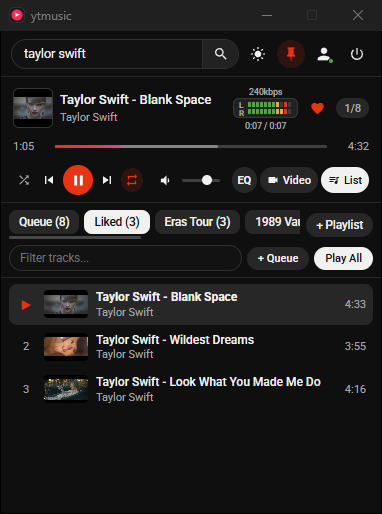 ytmusic
taylor swift
Taylor Swift - Blank Space
Taylor Swift
240kbps
L
R
0:07 / 0:07
1/8
1:05
4:32
EQ
Video
List
Queue (8)
Liked (3)
Eras Tour (3)
1989 Vau
+ Playlist
Filter tracks...
+ Queue
Play All
Taylor Swift - Blank Space
Taylor Swift
4:33
2
Taylor Swift - Wildest Dreams
Taylor Swift
3:55
3
Taylor Swift - Look What You Made Me Do
Taylor Swift
4:16